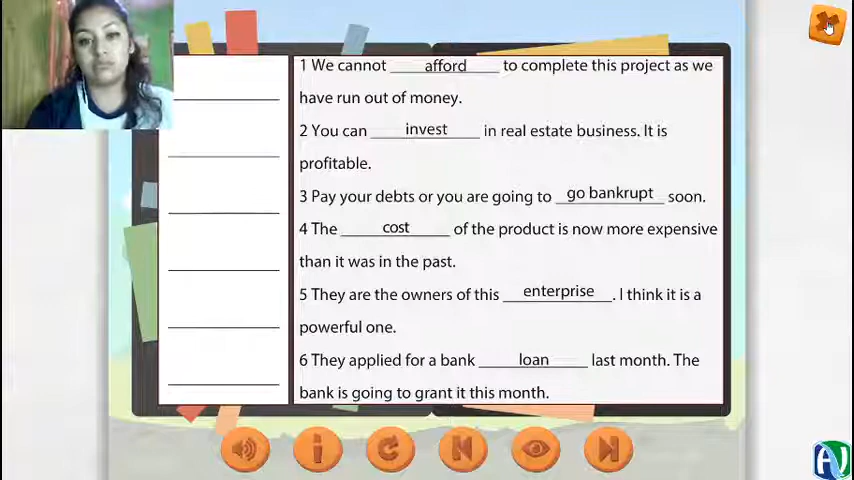 1 We cannot afford to complete this project as we
have run out of money.
2 You can invest in real estate business. It is
profitable.
3 Pay your debts or you are going to go bankrupt soon.
4 The cost of the product is now more expensive
than it was in the past.
5 They are the owners of this enterprise. I think it is a
powerful one.
6 They applied for a bank loan last month. The
bank is going to grant it this month.